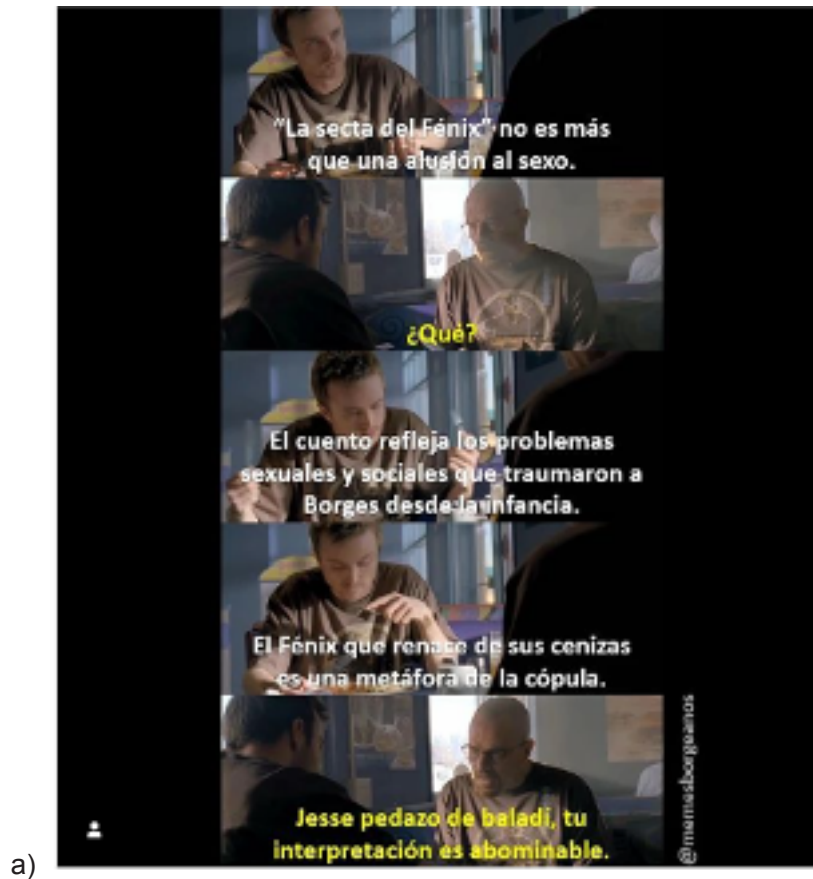 "La secta del Fénix" no es más
que una alusión al sexo.
¿Qué?
El cuento refleja los problemas
sexuales y sociales que traumaron a
Borges desde la infancia.
El Fénix que renace de sus cenizas
es una metáfora de la cópula.
Jesse pedazo de baladí, tu
interpretación es abominable.
@memesborgeanos
a)